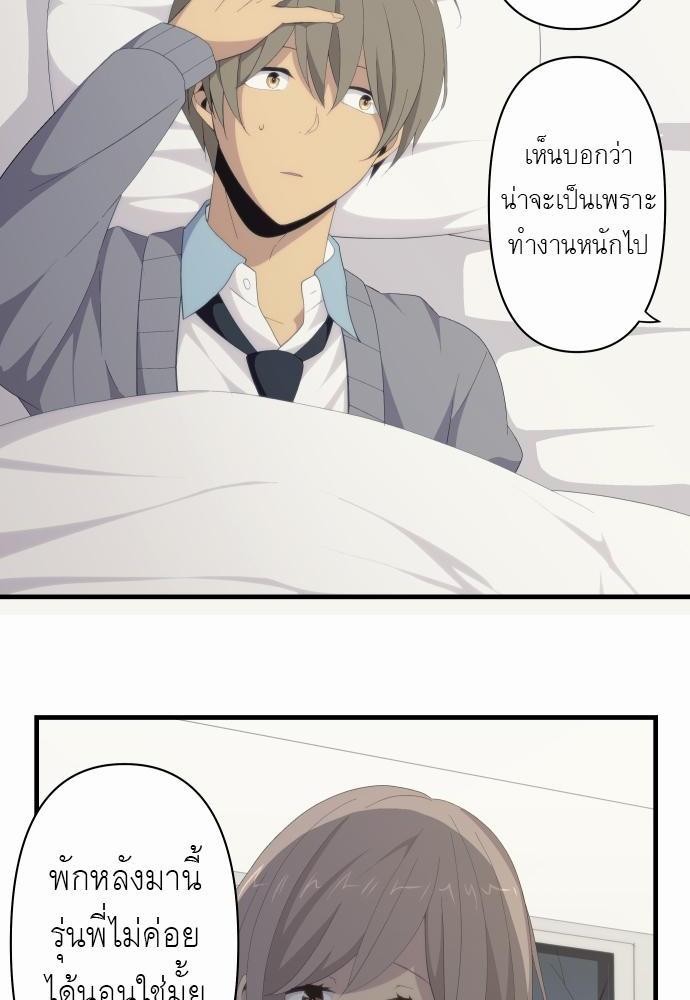 เห็นบอกว่า
น่าจะเป็นเพราะ
ทำงานหนักไป
พักหลังมานี้
รุ่นพี่ไม่ค่อย
ได้นอนใช่มั้ย